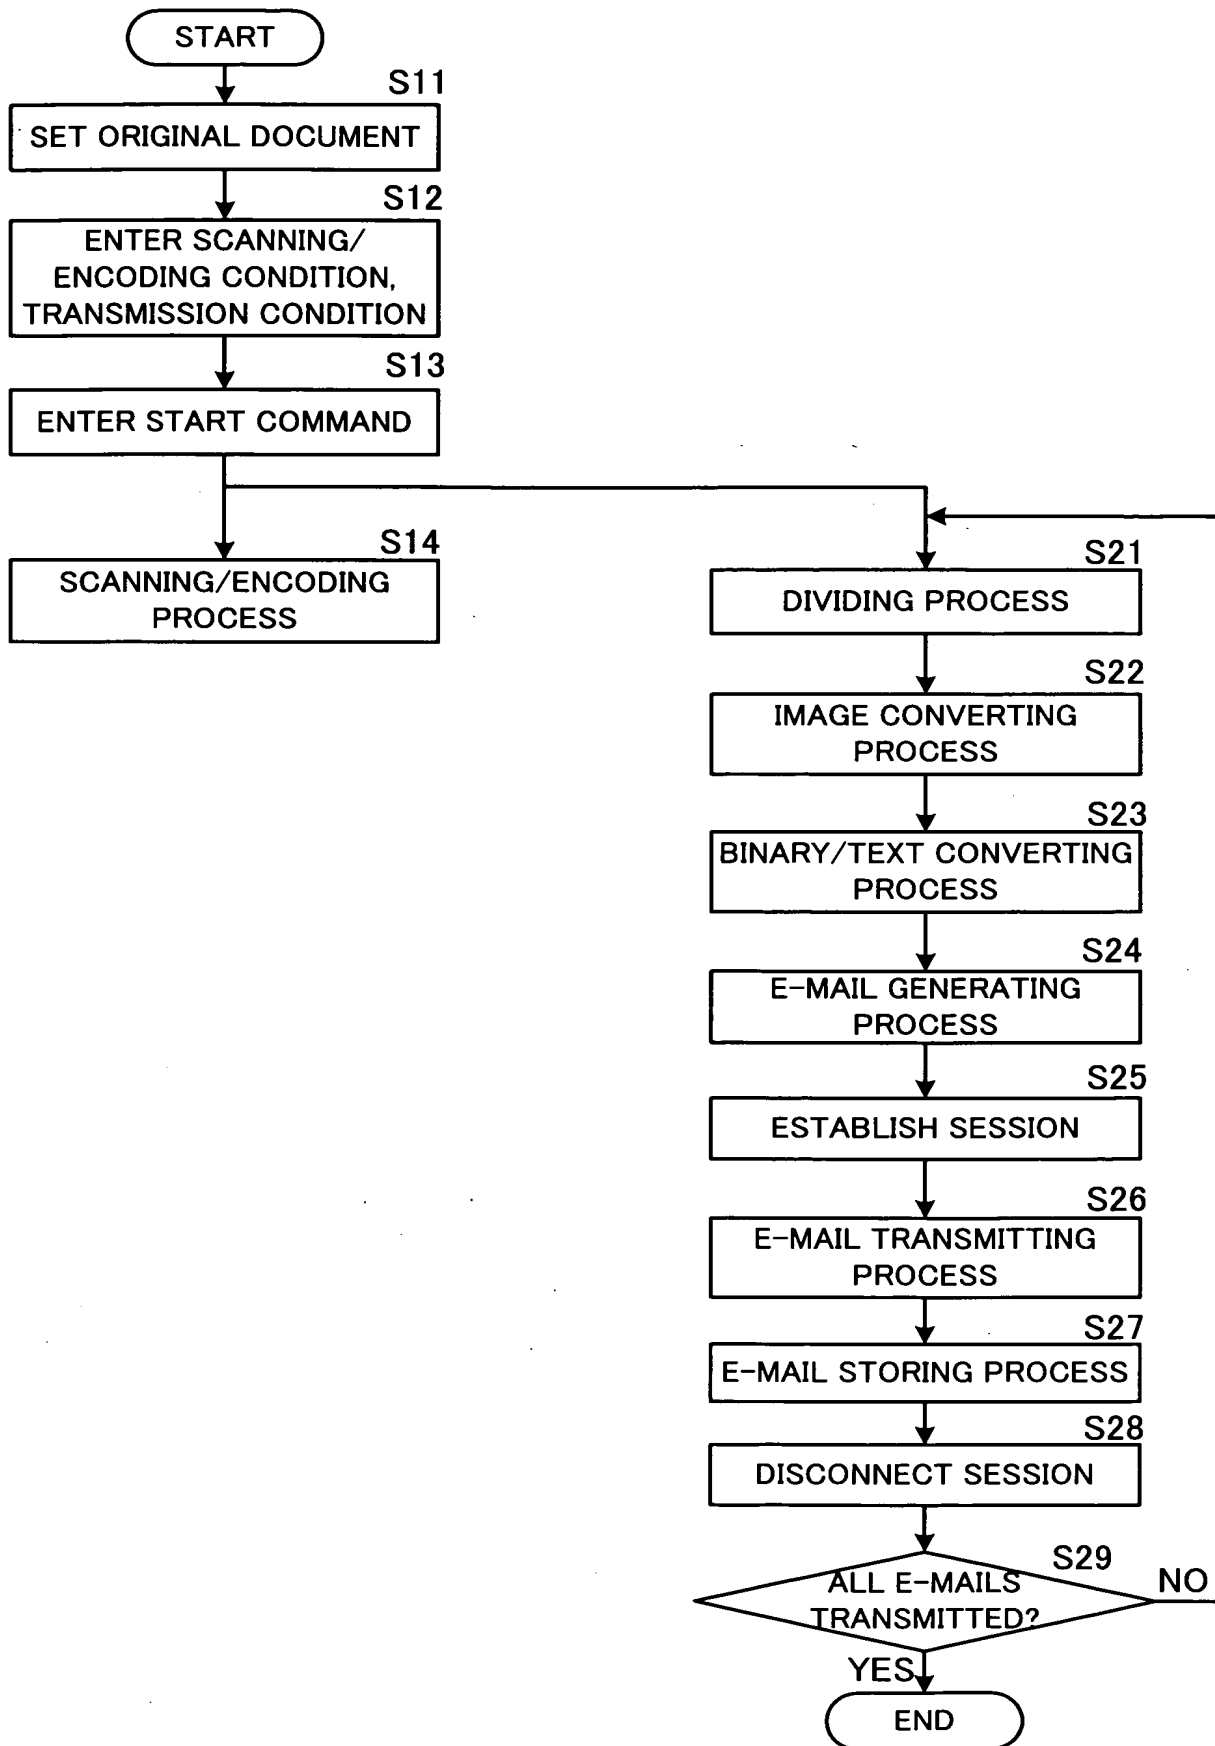 START
S11
SET ORIGINAL DOCUMENT
S12
ENTER SCANNING/
ENCODING CONDITION,
TRANSMISSION CONDITION
S13
ENTER START COMMAND
S14
SCANNING/ENCODING
PROCESS
S21
DIVIDING PROCESS
S22
IMAGE CONVERTING
PROCESS
S23
BINARY/TEXT CONVERTING
PROCESS
S24
E-MAIL GENERATING
PROCESS
S25
ESTABLISH SESSION
S26
E-MAIL TRANSMITTING
PROCESS
S27
E-MAIL STORING PROCESS
S28
DISCONNECT SESSION
S29
ALL E-MAILS
TRANSMITTED?
NO
YES
END